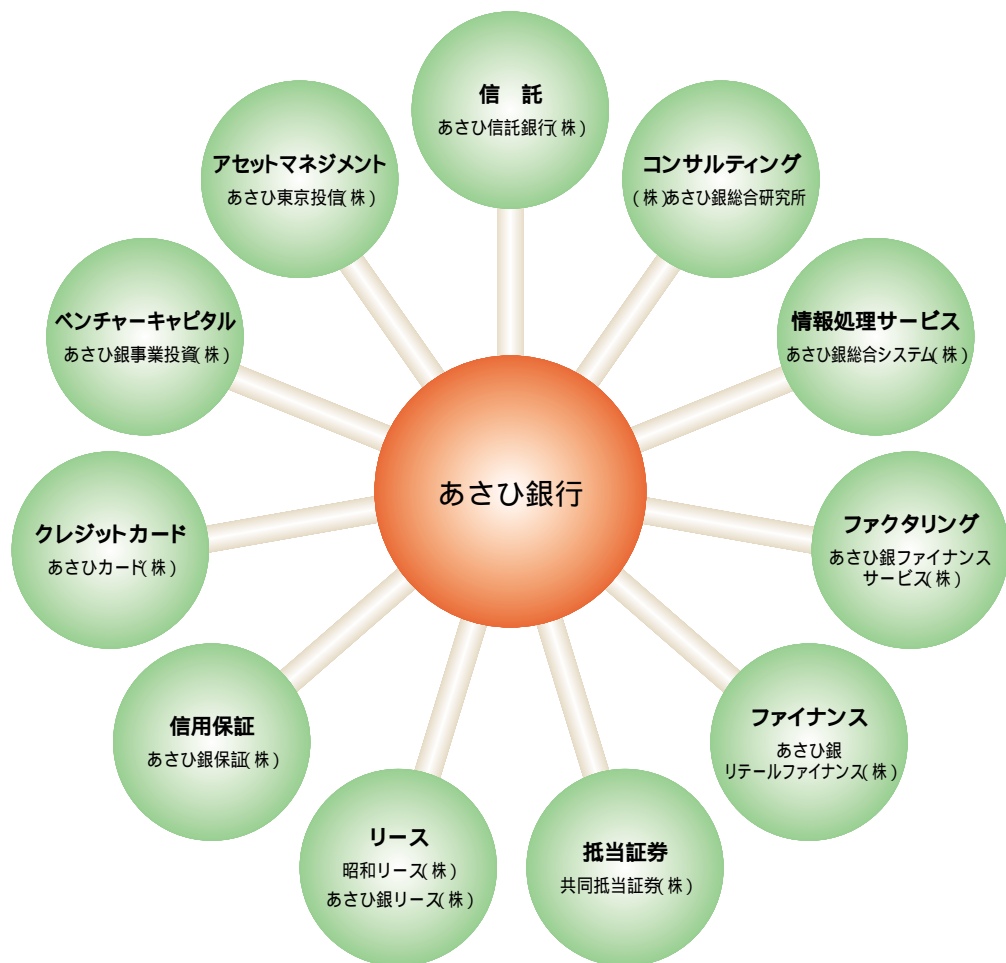 信 託
あさひ信託銀行(株)
コンサルティング
(株)あさひ銀総合研究所
情報処理サービス
あさひ銀総合システム(株)
ファクタリング
あさひ銀ファイナンス
サービス(株)
ファイナンス
あさひ銀
リテールファイナンス(株)
抵当証券
共同抵当証券(株)
リース
昭和リース(株)
あさひ銀リース(株)
信用保証
あさひ銀保証(株)
クレジットカード
あさひカード(株)
ベンチャーキャピタル
あさひ銀事業投資(株)
アセットマネジメント
あさひ東京投信(株)
あさひ銀行